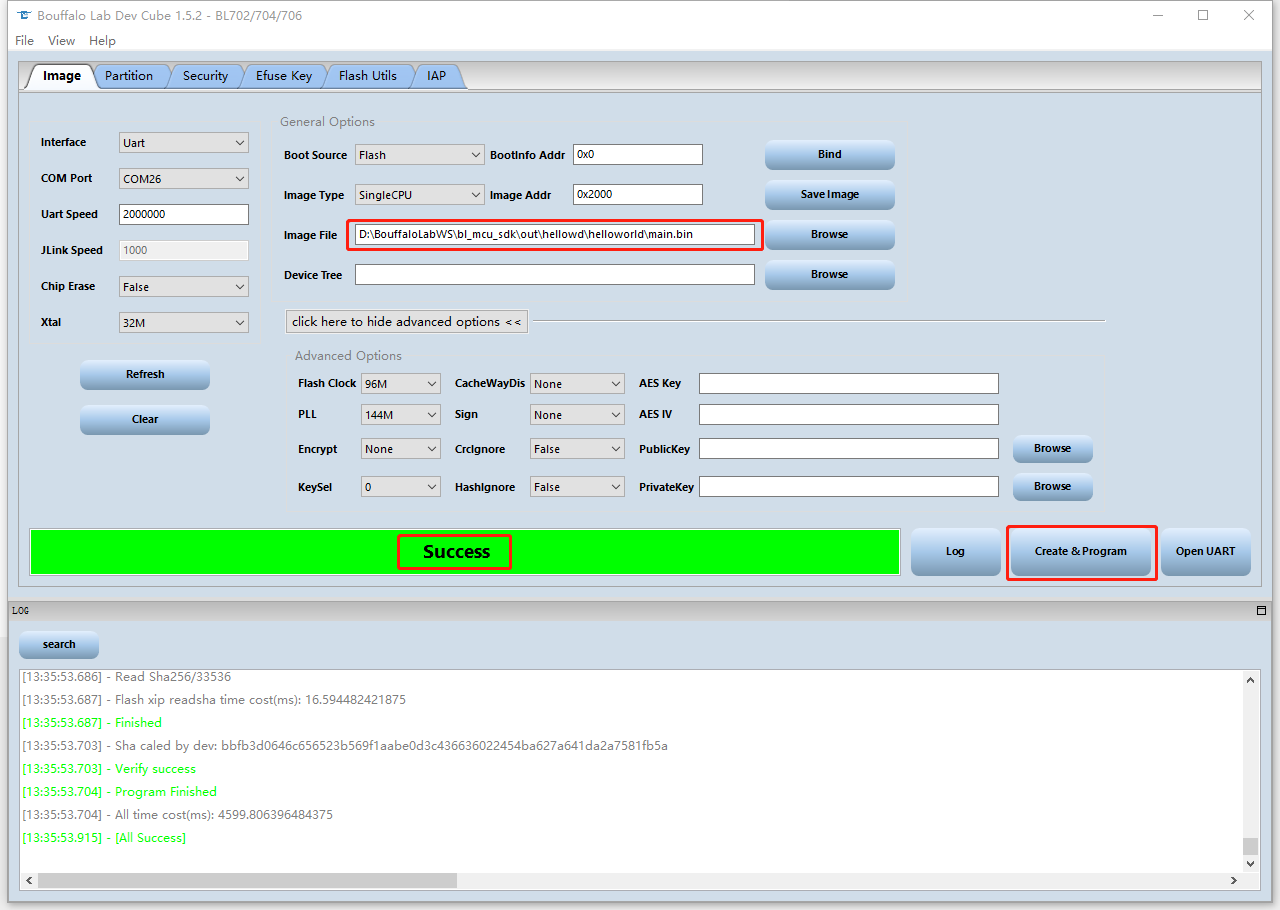 Bouffalo Lab Dev Cube 1.5.2 - BL702/704/706
File View Help
Image Partition Security Efuse Key Flash Utils IAP
General Options
Interface Uart
COM Port COM26
Uart Speed 2000000
JLink Speed 1000
Chip Erase False
Xtal 32M
Refresh
Clear
Boot Source Flash BootInfo Addr 0x0 Bind
Image Type SingleCPU Image Addr 0x2000 Save Image
Image File D:\BouffaloLabWS\bl_mcu_sdk\out\hellowd\helloworld\main.bin Browse
Device Tree Browse
click here to hide advanced options <<
Advanced Options
Flash Clock 96M CacheWayDis None AES Key
PLL 144M Sign None AES IV
Encrypt None CrcIgnore False PublicKey Browse
KeySel 0 HashIgnore False PrivateKey Browse
Success Log Create & Program Open UART
LOG
search
[13:35:53.686] - Read Sha256/33536
[13:35:53.687] - Flash xip readsha time cost(ms): 16.594482421875
[13:35:53.687] - Finished
[13:35:53.703] - Sha caled by dev: bbfb3d0646c656523b569f1aabe0d3c436636022454ba627a641da2a7581fb5a
[13:35:53.703] - Verify success
[13:35:53.704] - Program Finished
[13:35:53.704] - All time cost(ms): 4599.806396484375
[13:35:53.915] - [All Success]